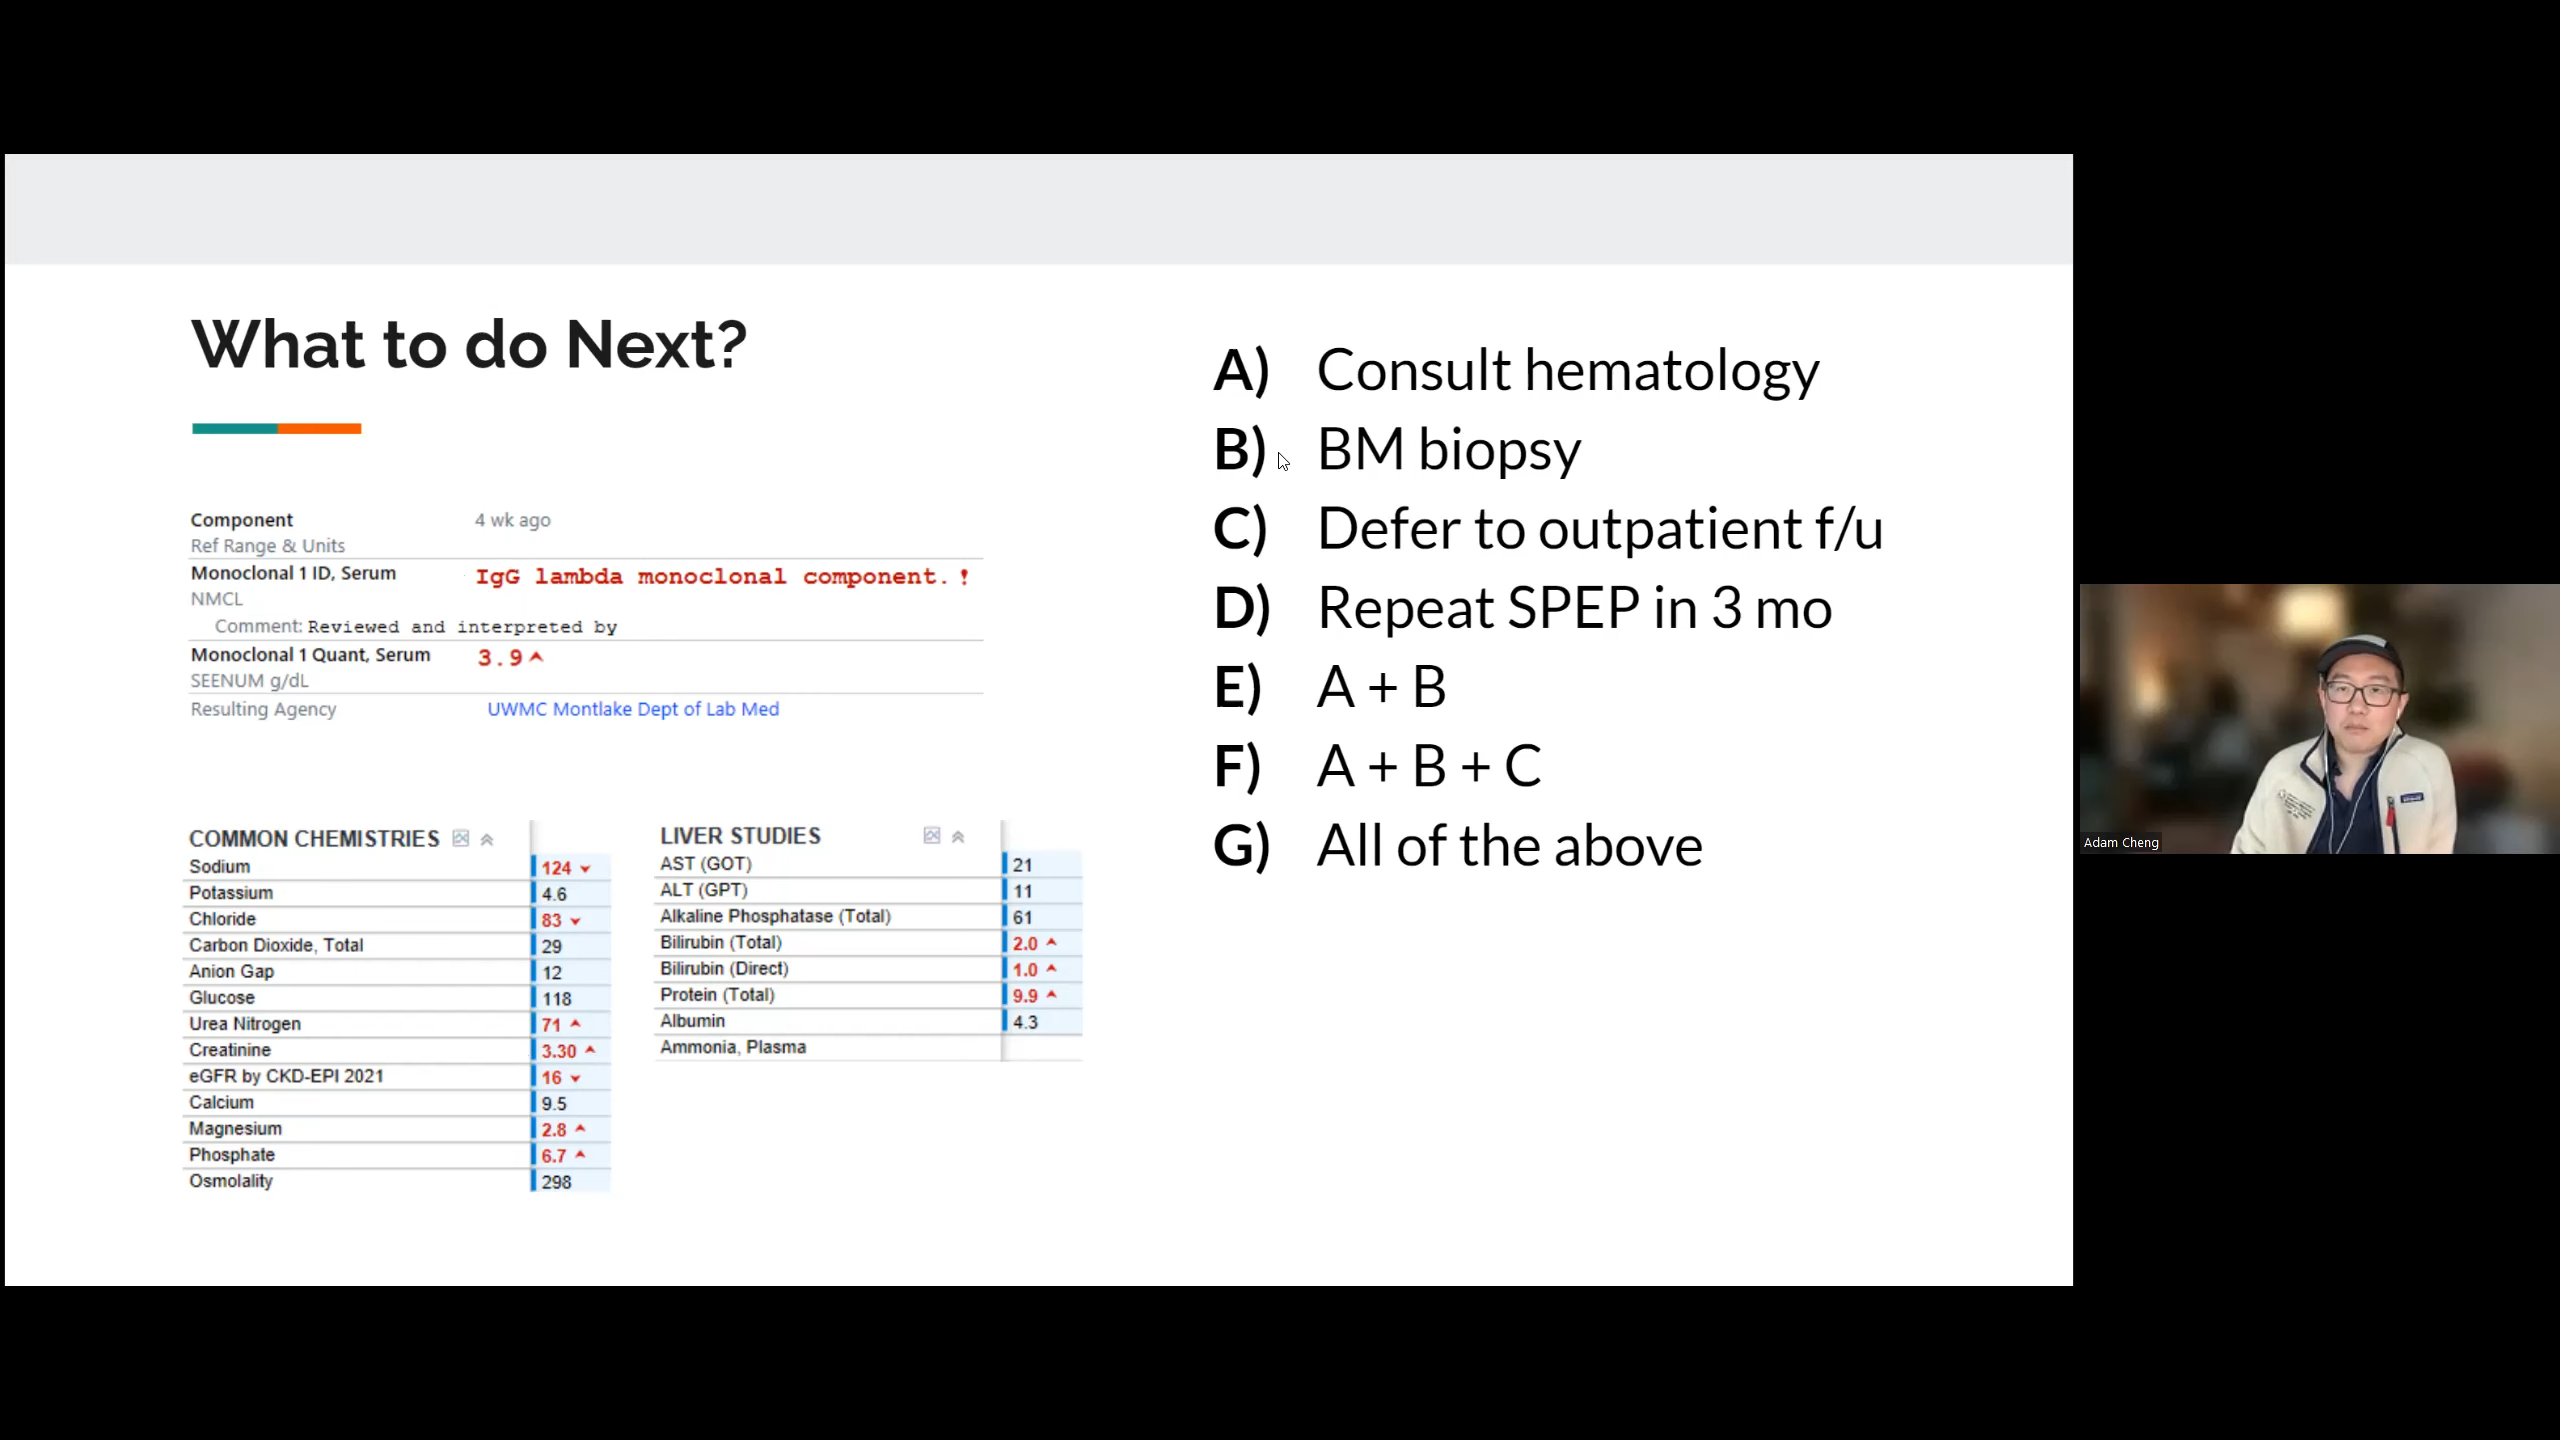 What to do Next?
Component 4 wk ago
Ref Range & Units
Monoclonal 1 ID, Serum IgG lambda monoclonal component. !
NMCL
Comment: Reviewed and interpreted by
Monoclonal 1 Quant, Serum 3.9 ^
SEENUM g/dL
Resulting Agency UWMC Montlake Dept of Lab Med
COMMON CHEMISTRIES
Sodium 124
Potassium 4.6
Chloride 83
Carbon Dioxide, Total 29
Anion Gap 12
Glucose 118
Urea Nitrogen 71
Creatinine 3.30
eGFR by CKD-EPI 2021 16
Calcium 9.5
Magnesium 2.8
Phosphate 6.7
Osmolality 298
LIVER STUDIES
AST (GOT) 21
ALT (GPT) 11
Alkaline Phosphatase (Total) 61
Bilirubin (Total) 2.0
Bilirubin (Direct) 1.0
Protein (Total) 9.9
Albumin 4.3
Ammonia, Plasma
A) Consult hematology
B) BM biopsy
C) Defer to outpatient f/u
D) Repeat SPEP in 3 mo
E) A + B
F) A + B + C
G) All of the above
Adam Cheng